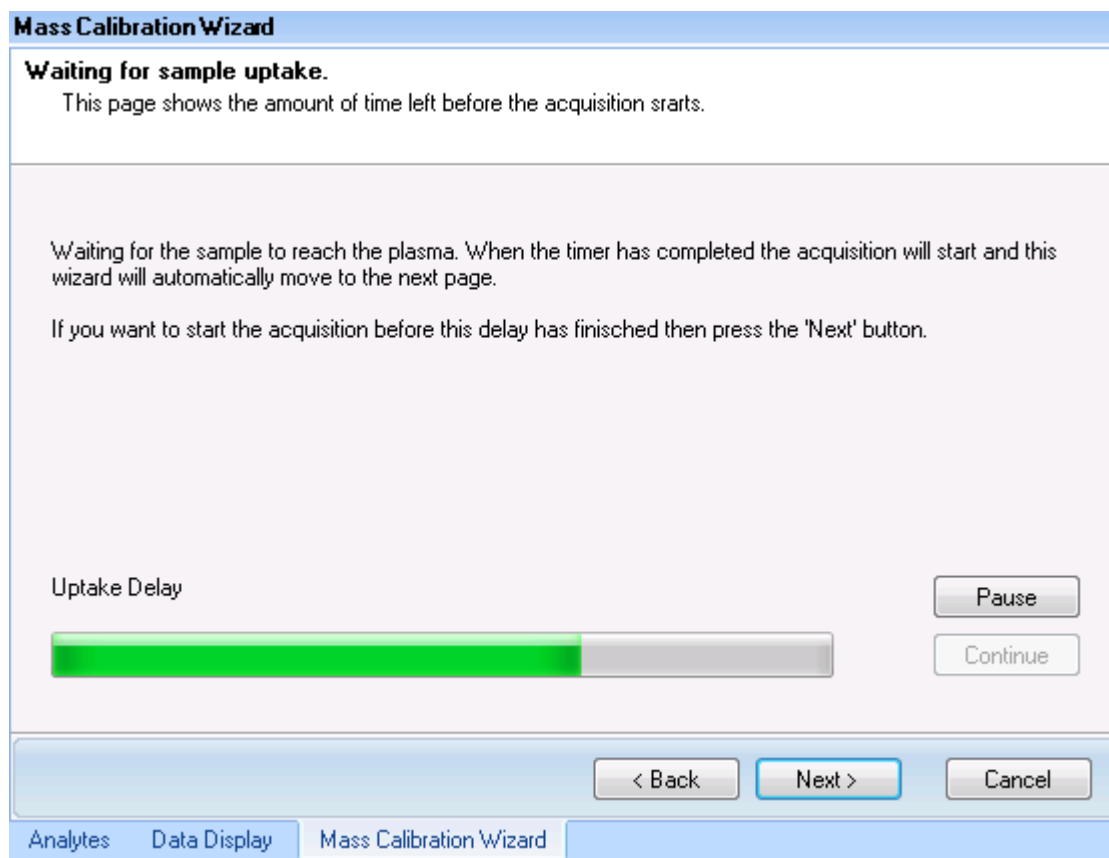 Mass Calibration Wizard
Waiting for sample uptake.
This page shows the amount of time left before the acquisition srarts.
Waiting for the sample to reach the plasma. When the timer has completed the acquisition will start and this
wizard will automatically move to the next page.
If you want to start the acquisition before this delay has finisched then press the 'Next' button.
Uptake Delay
Pause
Continue
< Back
Next >
Cancel
Analytes
Data Display
Mass Calibration Wizard